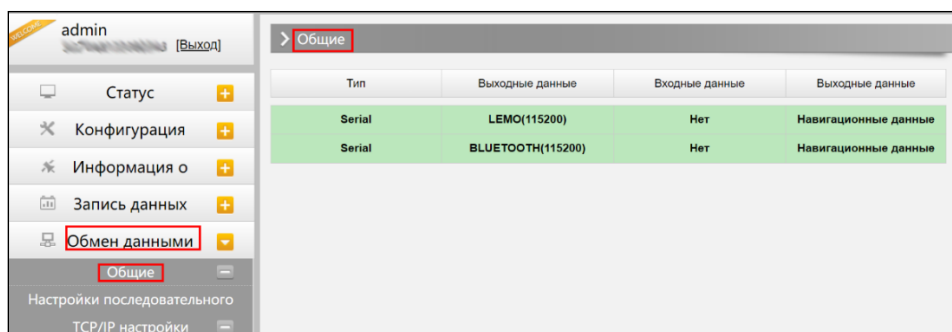 WELCOME
admin
[Выход]
Статус
Конфигурация
Информация о
Запись данных
Обмен данными
Общие
Настройки последовательного
TCP/IP настройки
Общие
Тип Выходные данные Входные данные Выходные данные
Serial LEMO(115200) Нет Навигационные данные
Serial BLUETOOTH(115200) Нет Навигационные данные